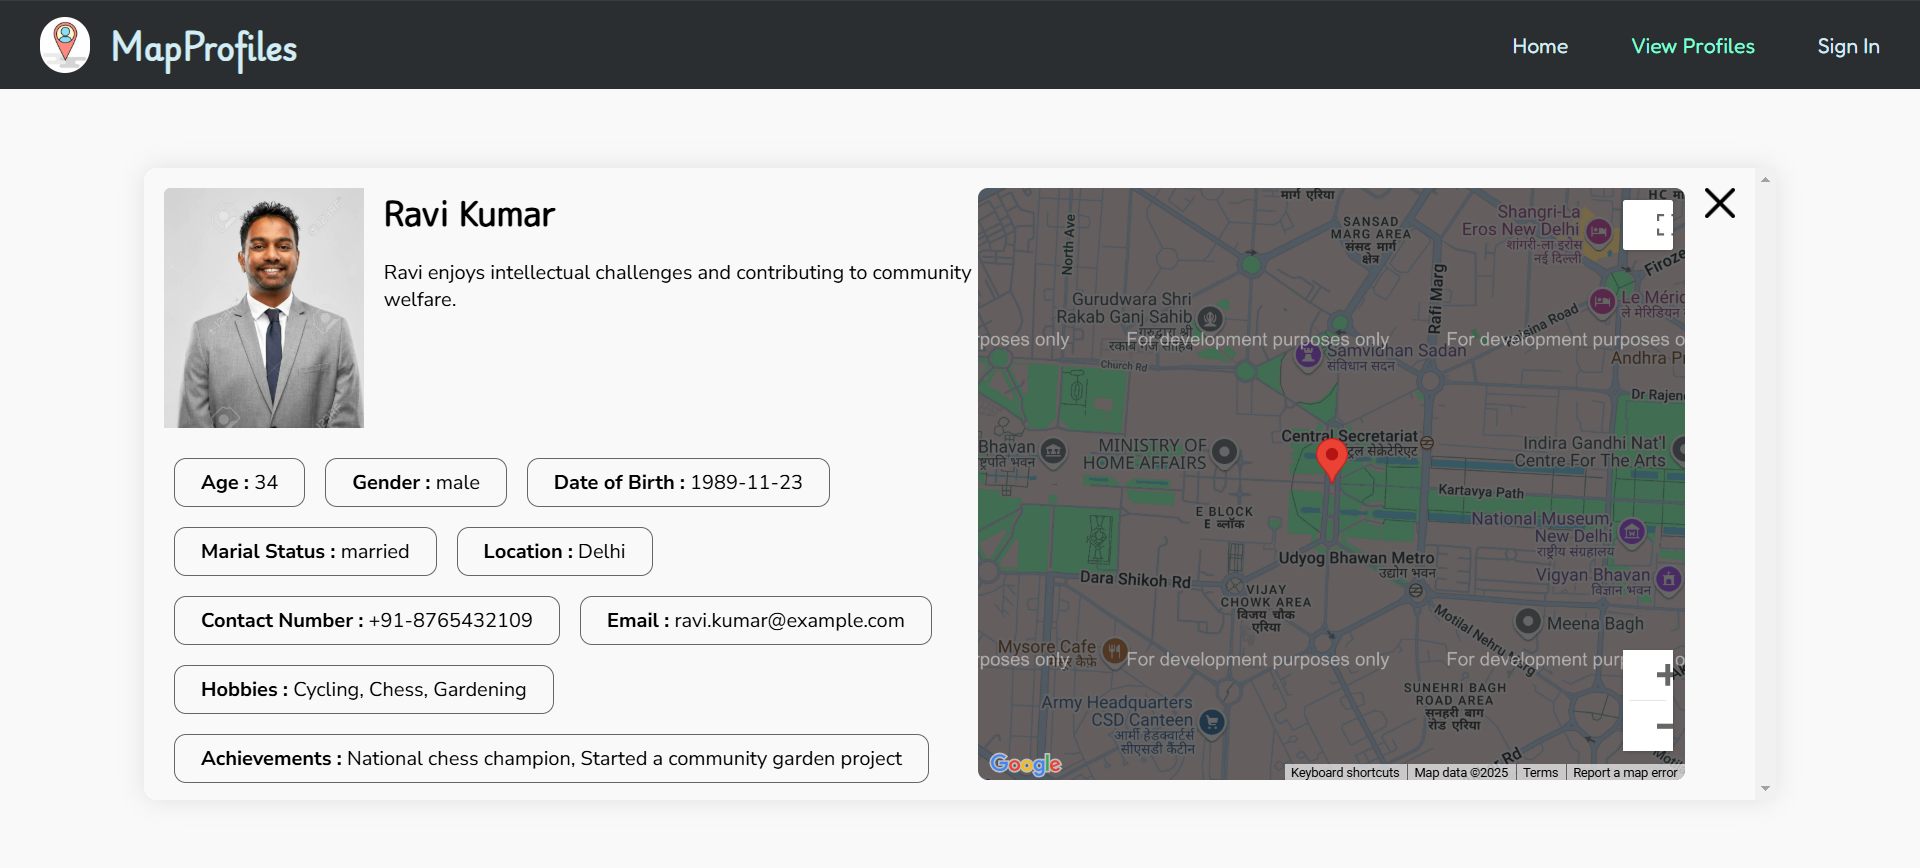 MapProfiles
Home
View Profiles
Sign In
Ravi Kumar
Ravi enjoys intellectual challenges and contributing to community
welfare.
Age : 34
Gender : male
Date of Birth : 1989-11-23
Marial Status : married
Location : Delhi
Contact Number : +91-8765432109
Email : ravi.kumar@example.com
Hobbies : Cycling, Chess, Gardening
Achievements : National chess champion, Started a community garden project
मार्ग एरिया
North Ave
SANSAD
MARG AREA
संसद मार्ग
क्षेत्र
Shangri-La
Eros New Delhi
शांगरी-ला इरोस
नई दिल्ली
Rafi Marg
Le Méri
ले मेरिडियन
Gurudwara Shri
Rakab Ganj Sahib
गुरुद्वारा श्री
रकाब गंज साहिब
poses only
For development purposes only
For development purposes o
Samvidhan Sadan
संविधान सदन
Church Rd
Andhra P
Dr Rajen
Bhavan
MINISTRY OF
HOME AFFAIRS
Central Secretariat
Indira Gandhi Nat'l
Centre For The Arts
Kartavya Path
E BLOCK
E ब्लॉक
National Museum,
New Delhi
राष्ट्रीय संग्रहालय
Udyog Bhawan Metro
उद्योग भवन
Dara Shikoh Rd
Vigyan Bhavan
विज्ञान भवन
VIJAY
CHOWK AREA
विजय चौक
एरिया
Motilal Nehru Marg
Meena Bagh
Mysore Cafe
poses only
For development purposes only
For development pur
SUNEHRI BAGH
ROAD AREA
सनहरी बाग
रोड एरिया
Army Headquarters
CSD Canteen
आर्मी हेडक्वार्टर्स
सीएसडी कैंटीन
Google
Keyboard shortcuts
Map data ©2025
Terms
Report a map error